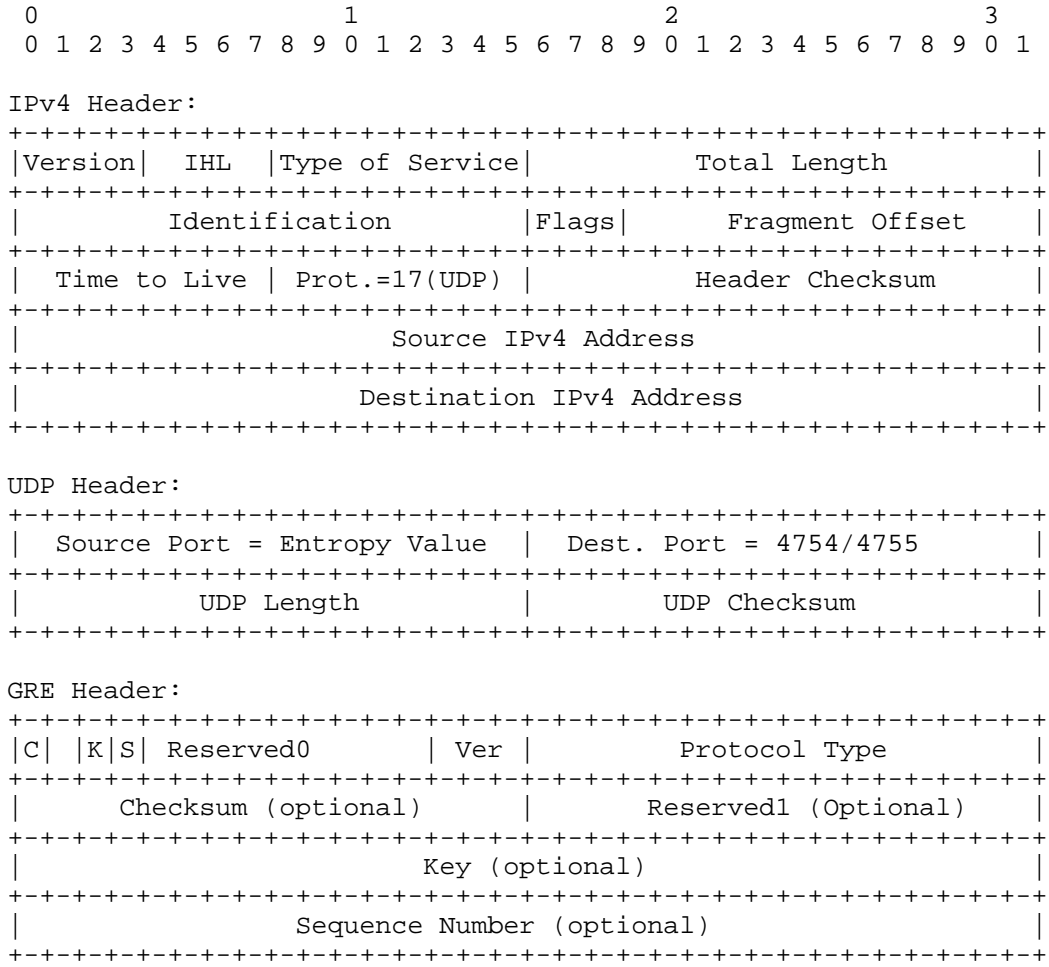 0                   1                   2                   3
 0 1 2 3 4 5 6 7 8 9 0 1 2 3 4 5 6 7 8 9 0 1 2 3 4 5 6 7 8 9 0 1

IPv4 Header:
+-+-+-+-+-+-+-+-+-+-+-+-+-+-+-+-+-+-+-+-+-+-+-+-+-+-+-+-+-+-+-+-+
|Version|  IHL  |Type of Service|          Total Length         |
+-+-+-+-+-+-+-+-+-+-+-+-+-+-+-+-+-+-+-+-+-+-+-+-+-+-+-+-+-+-+-+-+
|         Identification        |Flags|      Fragment Offset    |
+-+-+-+-+-+-+-+-+-+-+-+-+-+-+-+-+-+-+-+-+-+-+-+-+-+-+-+-+-+-+-+-+
|  Time to Live | Prot.=17(UDP) |          Header Checksum      |
+-+-+-+-+-+-+-+-+-+-+-+-+-+-+-+-+-+-+-+-+-+-+-+-+-+-+-+-+-+-+-+-+
|                       Source IPv4 Address                     |
+-+-+-+-+-+-+-+-+-+-+-+-+-+-+-+-+-+-+-+-+-+-+-+-+-+-+-+-+-+-+-+-+
|                     Destination IPv4 Address                  |
+-+-+-+-+-+-+-+-+-+-+-+-+-+-+-+-+-+-+-+-+-+-+-+-+-+-+-+-+-+-+-+-+

UDP Header:
+-+-+-+-+-+-+-+-+-+-+-+-+-+-+-+-+-+-+-+-+-+-+-+-+-+-+-+-+-+-+-+-+
|  Source Port = Entropy Value  |  Dest. Port = 4754/4755       |
+-+-+-+-+-+-+-+-+-+-+-+-+-+-+-+-+-+-+-+-+-+-+-+-+-+-+-+-+-+-+-+-+
|           UDP Length          |        UDP Checksum           |
+-+-+-+-+-+-+-+-+-+-+-+-+-+-+-+-+-+-+-+-+-+-+-+-+-+-+-+-+-+-+-+-+

GRE Header:
+-+-+-+-+-+-+-+-+-+-+-+-+-+-+-+-+-+-+-+-+-+-+-+-+-+-+-+-+-+-+-+-+
|C| |K|S| Reserved0       | Ver |         Protocol Type         |
+-+-+-+-+-+-+-+-+-+-+-+-+-+-+-+-+-+-+-+-+-+-+-+-+-+-+-+-+-+-+-+-+
|      Checksum (optional)      |       Reserved1 (Optional)    |
+-+-+-+-+-+-+-+-+-+-+-+-+-+-+-+-+-+-+-+-+-+-+-+-+-+-+-+-+-+-+-+-+
|                         Key (optional)                        |
+-+-+-+-+-+-+-+-+-+-+-+-+-+-+-+-+-+-+-+-+-+-+-+-+-+-+-+-+-+-+-+-+
|                 Sequence Number (optional)                    |
+-+-+-+-+-+-+-+-+-+-+-+-+-+-+-+-+-+-+-+-+-+-+-+-+-+-+-+-+-+-+-+-+